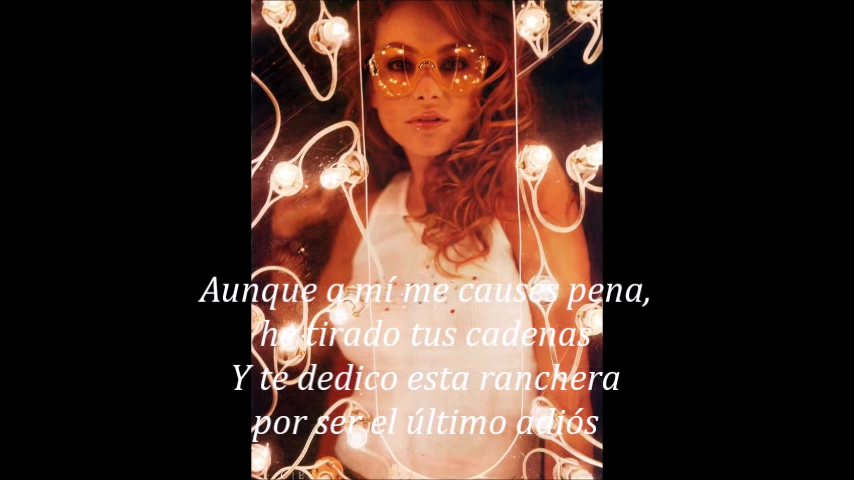 Aunque a mí me causes pena,
he tirado tus cadenas
Y te dedico esta ranchera
por ser el último adiós